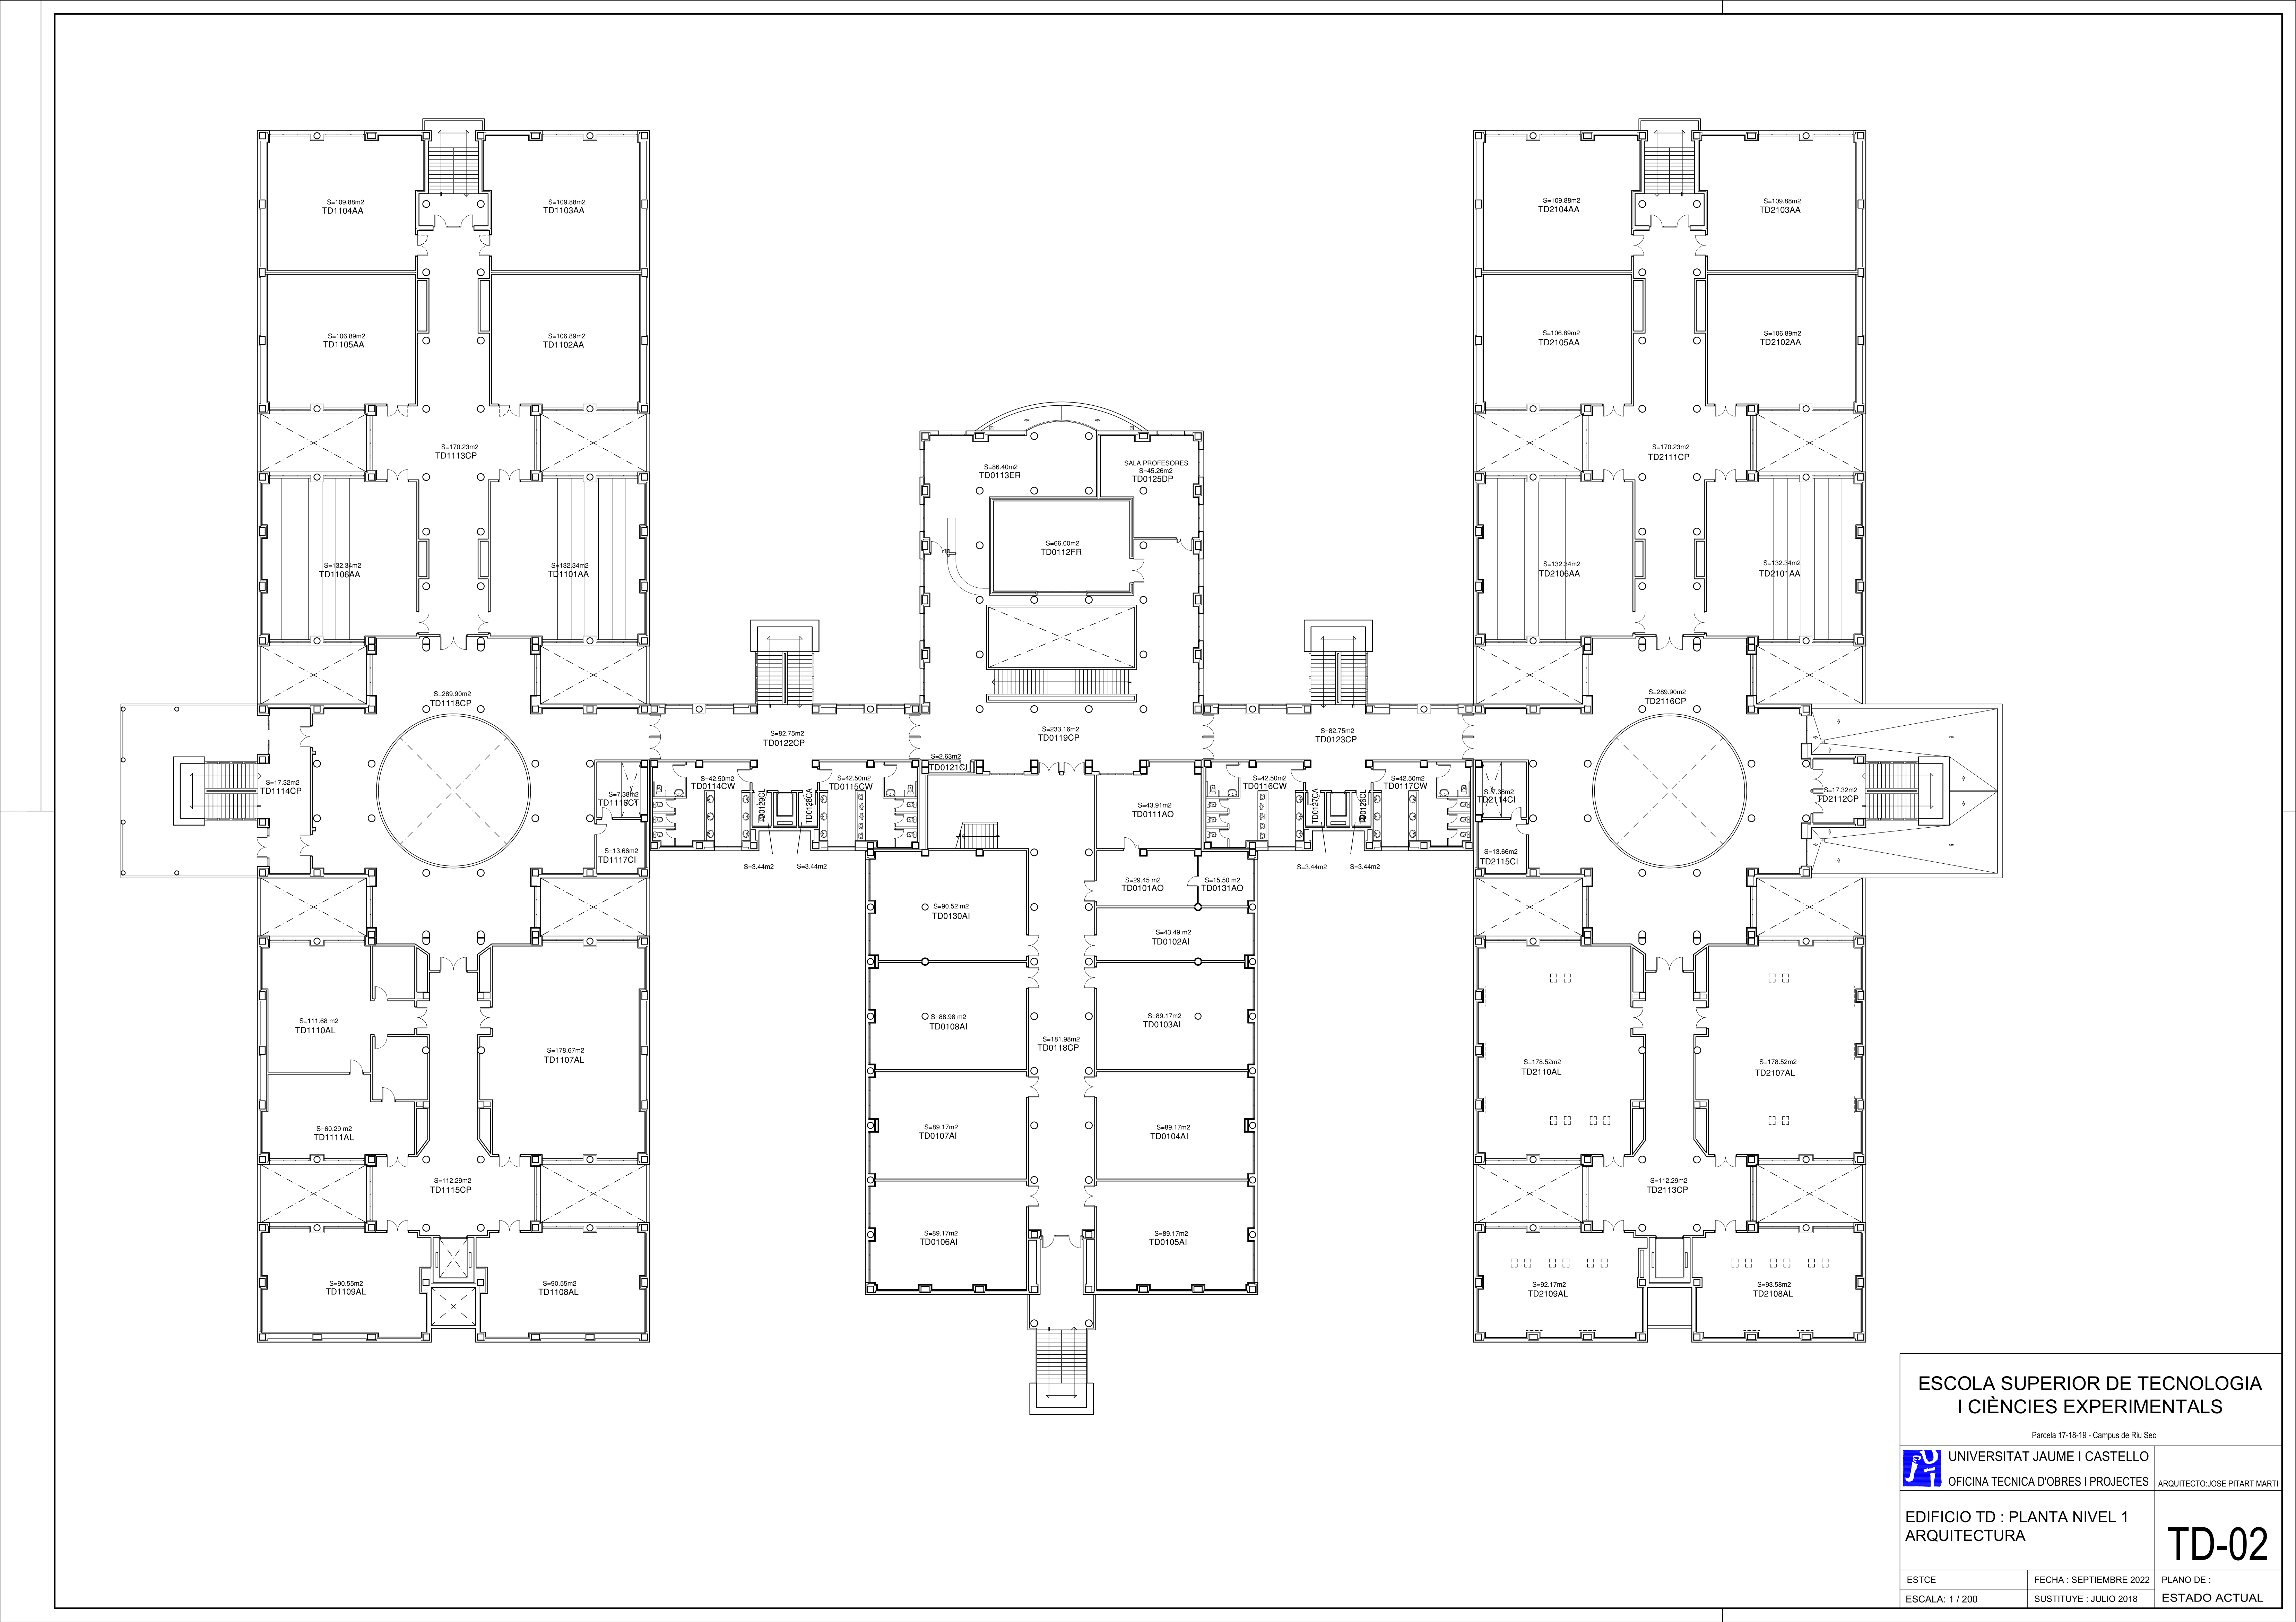 S=109.88m2
TD1104AA
S=109.88m2
TD1103AA
S=109.88m2
TD2104AA
S=109.88m2
TD2103AA
S=106.89m2
TD1105AA
S=106.89m2
TD1102AA
S=106.89m2
TD2105AA
S=106.89m2
TD2102AA
S=170.23m2
TD1113CP
S=86.40m2
TD0113ER
SALA PROFESORES
S=45.26m2
TD0125DP
S=170.23m2
TD2111CP
S=66.00m2
TD0112FR
S=132.34m2
TD1106AA
S=132.34m2
TD1101AA
S=132.34m2
TD2106AA
S=132.34m2
TD2101AA
S=289.90m2
TD1118CP
S=289.90m2
TD2116CP
S=82.75m2
TD0122CP
S=233.16m2
TD0119CP
S=82.75m2
TD0123CP
S=2.63m2
TD0121CI
S=17.32m2
TD1114CP
S=7.38m2
TD1116CT
S=42.50m2
TD0114CW
TD0129CL
TD0128CA
S=42.50m2
TD0115CW
S=43.91m2
TD0111AO
S=42.50m2
TD0116CW
TD0127CA
TD0126CL
S=42.50m2
TD0117CW
S=7.38m2
TD2114CI
S=17.32m2
TD2112CP
S=13.66m2
TD1117CI
S=3.44m2
S=3.44m2
S=3.44m2
S=3.44m2
S=13.66m2
TD2115CI
S=29.45 m2
TD0101AO
S=15.50 m2
TD0131AO
S=90.52 m2
TD0130AI
S=43.49 m2
TD0102AI
S=111.68 m2
TD1110AL
S=88.98 m2
TD0108AI
S=89.17m2
TD0103AI
S=181.98m2
TD0118CP
S=178.67m2
TD1107AL
S=178.52m2
TD2110AL
S=178.52m2
TD2107AL
S=60.29 m2
TD1111AL
S=89.17m2
TD0107AI
S=89.17m2
TD0104AI
S=112.29m2
TD1115CP
S=112.29m2
TD2113CP
S=89.17m2
TD0106AI
S=89.17m2
TD0105AI
S=90.55m2
TD1109AL
S=90.55m2
TD1108AL
S=92.17m2
TD2109AL
S=93.58m2
TD2108AL
ESCOLA SUPERIOR DE TECNOLOGIA
I CIÈNCIES EXPERIMENTALS
Parcela 17-18-19 - Campus de Riu Sec
UNIVERSITAT JAUME I CASTELLO
OFICINA TECNICA D'OBRES I PROJECTES
ARQUITECTO:JOSE PITART MARTI
EDIFICIO TD : PLANTA NIVEL 1
ARQUITECTURA
TD-02
ESTCE
FECHA : SEPTIEMBRE 2022
PLANO DE :
ESCALA: 1 / 200
SUSTITUYE : JULIO 2018
ESTADO ACTUAL